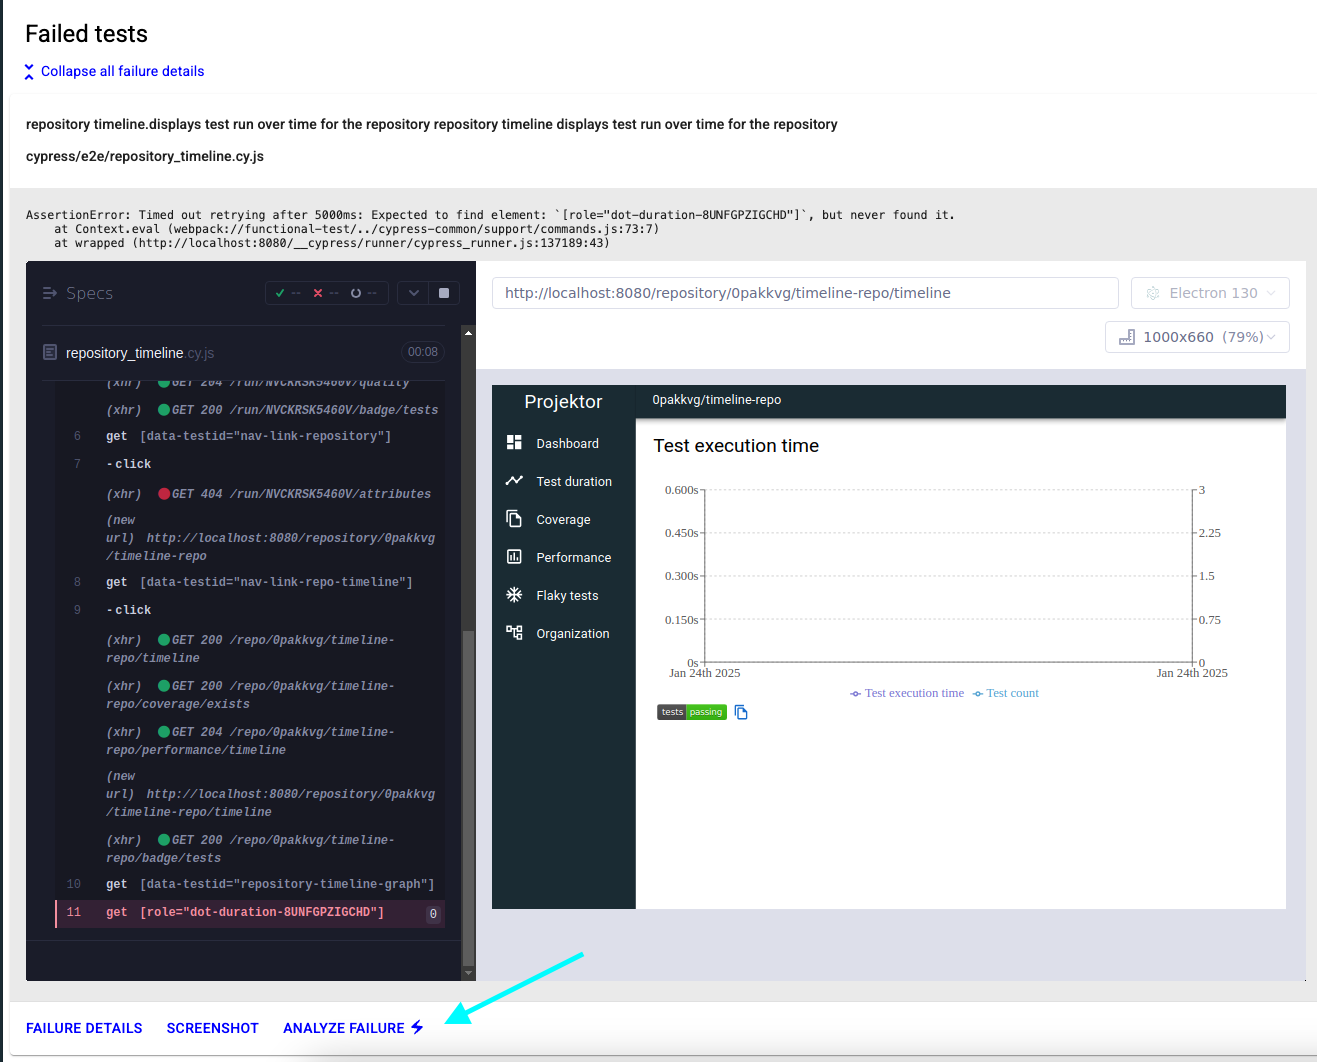 Failed tests
Collapse all failure details
repository timeline.displays test run over time for the repository repository timeline displays test run over time for the repository
cypress/e2e/repository_timeline.cy.js
AssertionError: Timed out retrying after 5000ms: Expected to find element: `[role="dot-duration-8UNFGPZIGCHD"]`, but never found it.
at Context.eval (webpack://functional-test/../cypress-common/support/commands.js:73:7)
at wrapped (http://localhost:8080/__cypress/runner/cypress_runner.js:137189:43)
Specs
-- -- --
repository_timeline.cy.js 00:08
(xhr) GET 204 /run/NVCKRSK5460V/quality
(xhr) GET 200 /run/NVCKRSK5460V/badge/tests
6 get [data-testid="nav-link-repository"]
7 -click
(xhr) GET 404 /run/NVCKRSK5460V/attributes
(new
url) http://localhost:8080/repository/0pakkvg
/timeline-repo
8 get [data-testid="nav-link-repo-timeline"]
9 -click
(xhr) GET 200 /repo/0pakkvg/timeline-
repo/timeline
(xhr) GET 200 /repo/0pakkvg/timeline-
repo/coverage/exists
(xhr) GET 204 /repo/0pakkvg/timeline-
repo/performance/timeline
(new
url) http://localhost:8080/repository/0pakkvg
/timeline-repo/timeline
(xhr) GET 200 /repo/0pakkvg/timeline-
repo/badge/tests
10 get [data-testid="repository-timeline-graph"]
11 get [role="dot-duration-8UNFGPZIGCHD"] 0
http://localhost:8080/repository/0pakkvg/timeline-repo/timeline
Electron 130
1000x660 (79%)
Projektor
0pakkvg/timeline-repo
Dashboard
Test duration
Coverage
Performance
Flaky tests
Organization
Test execution time
0.600s 3
0.450s 2.25
0.300s 1.5
0.150s 0.75
0s 0
Jan 24th 2025 Jan 24th 2025
Test execution time Test count
tests passing
FAILURE DETAILS SCREENSHOT ANALYZE FAILURE